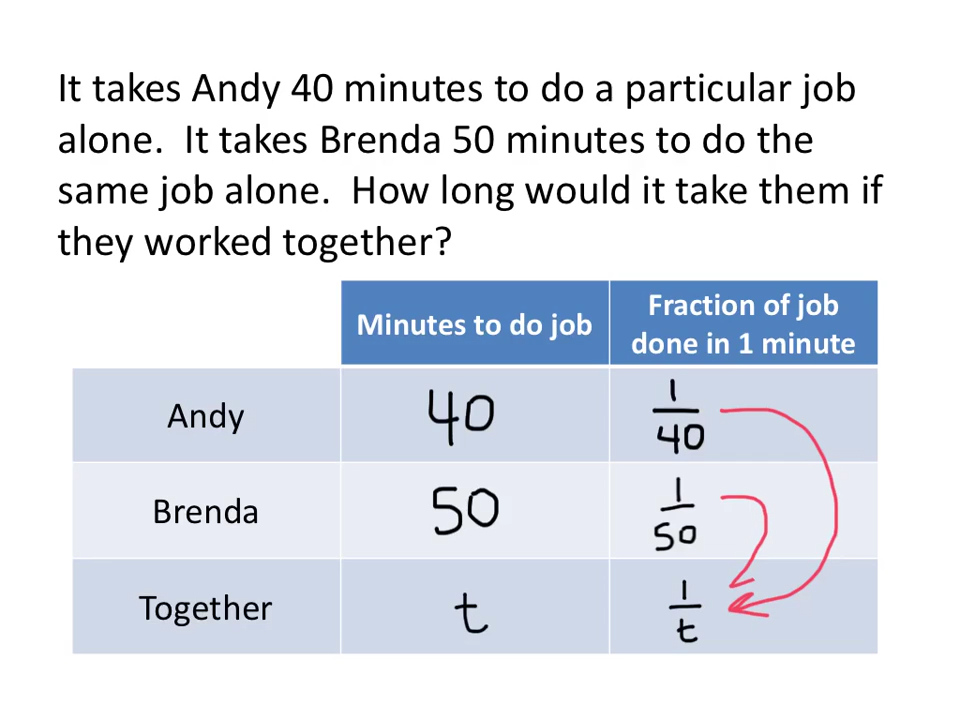 It takes Andy 40 minutes to do a particular job
alone.  It takes Brenda 50 minutes to do the
same job alone.  How long would it take them if
they worked together?
Minutes to do job
Fraction of job
done in 1 minute
Andy
40
1/40
Brenda
50
1/50
Together
t
1/t